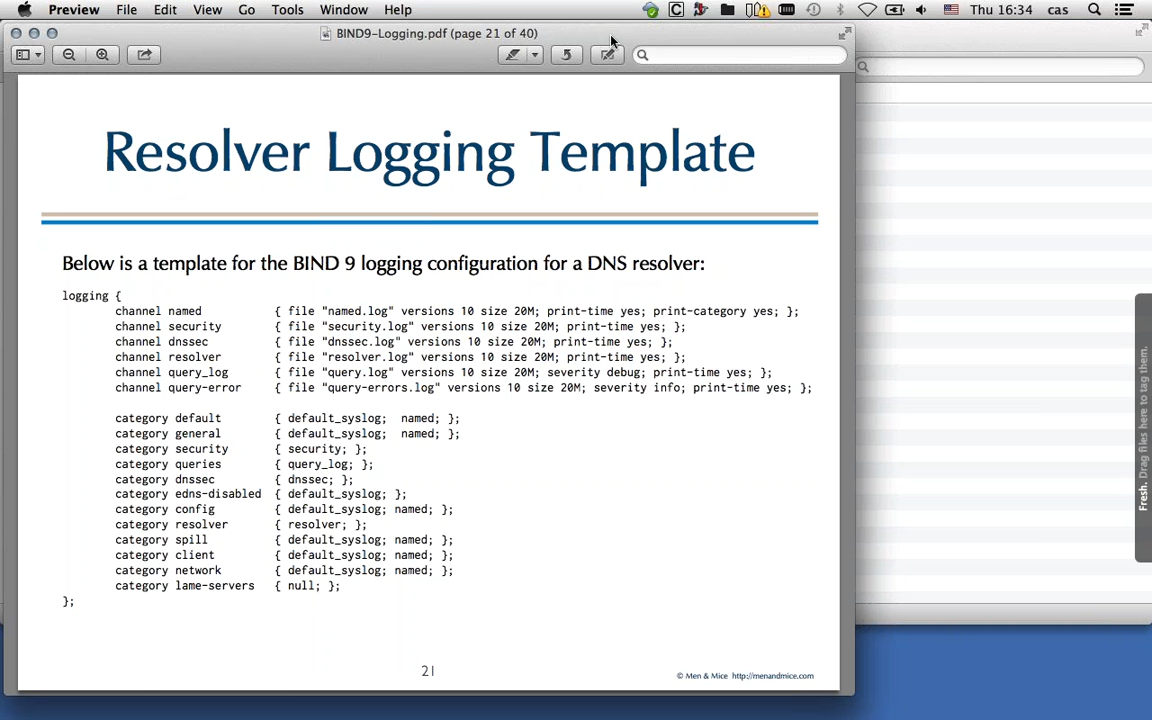 Preview File Edit View Go Tools Window Help Thu 16:34 cas
BIND9-Logging.pdf (page 21 of 40)
Resolver Logging Template
Below is a template for the BIND 9 logging configuration for a DNS resolver:
logging {
channel named { file "named.log" versions 10 size 20M; print-time yes; print-category yes; };
channel security { file "security.log" versions 10 size 20M; print-time yes; };
channel dnssec { file "dnssec.log" versions 10 size 20M; print-time yes; };
channel resolver { file "resolver.log" versions 10 size 20M; print-time yes; };
channel query_log { file "query.log" versions 10 size 20M; severity debug; print-time yes; };
channel query-error { file "query-errors.log" versions 10 size 20M; severity info; print-time yes; };
category default { default_syslog; named; };
category general { default_syslog; named; };
category security { security; };
category queries { query_log; };
category dnssec { dnssec; };
category edns-disabled { default_syslog; };
category config { default_syslog; named; };
category resolver { resolver; };
category spill { default_syslog; named; };
category client { default_syslog; named; };
category network { default_syslog; named; };
category lame-servers { null; };
};
21
© Men & Mice http://menandmice.com
Fresh. Drag files here to tag them.